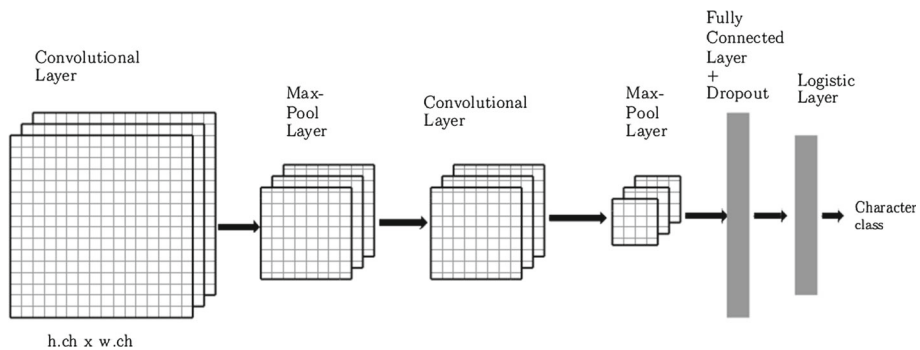 Convolutional
Layer
Max-
Pool
Layer
Convolutional
Layer
Max-
Pool Layer
Fully
Connected
Layer
+
Dropout
Logistic
Layer
Character
class
h.ch x w.ch